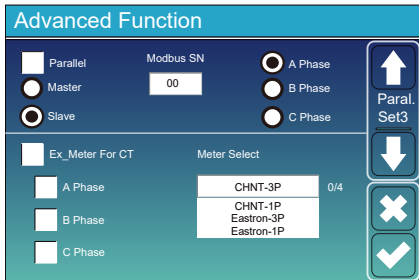 Advanced Function
Parallel
Modbus SN
A Phase
Master
00
B Phase
Slave
C Phase
Paral.
Set3
Ex_Meter For CT
Meter Select
A Phase
CHNT-3P
0/4
CHNT-1P
B Phase
Eastron-3P
Eastron-1P
C Phase